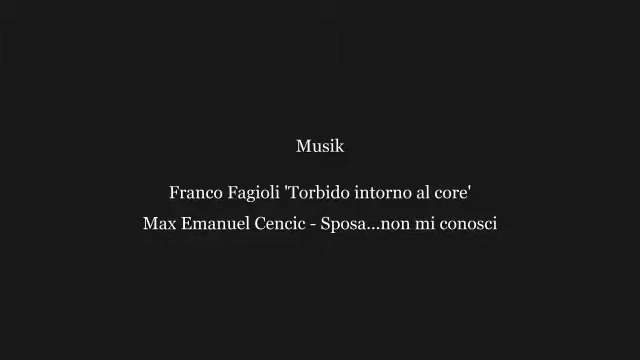 Musik
Franco Fagioli 'Torbido intorno al core'
Max Emanuel Cencic - Sposa...non mi conosci